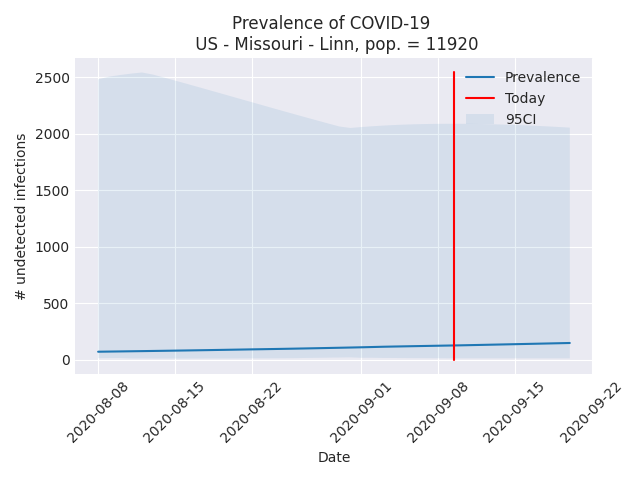 Prevalence of COVID-19
US - Missouri - Linn, pop. = 11920
# undetected infections
2500
2000
1500
1000
500
0
Prevalence
Today
95CI
2020-08-08
2020-08-15
2020-08-22
2020-09-01
2020-09-08
2020-09-15
2020-09-22
Date